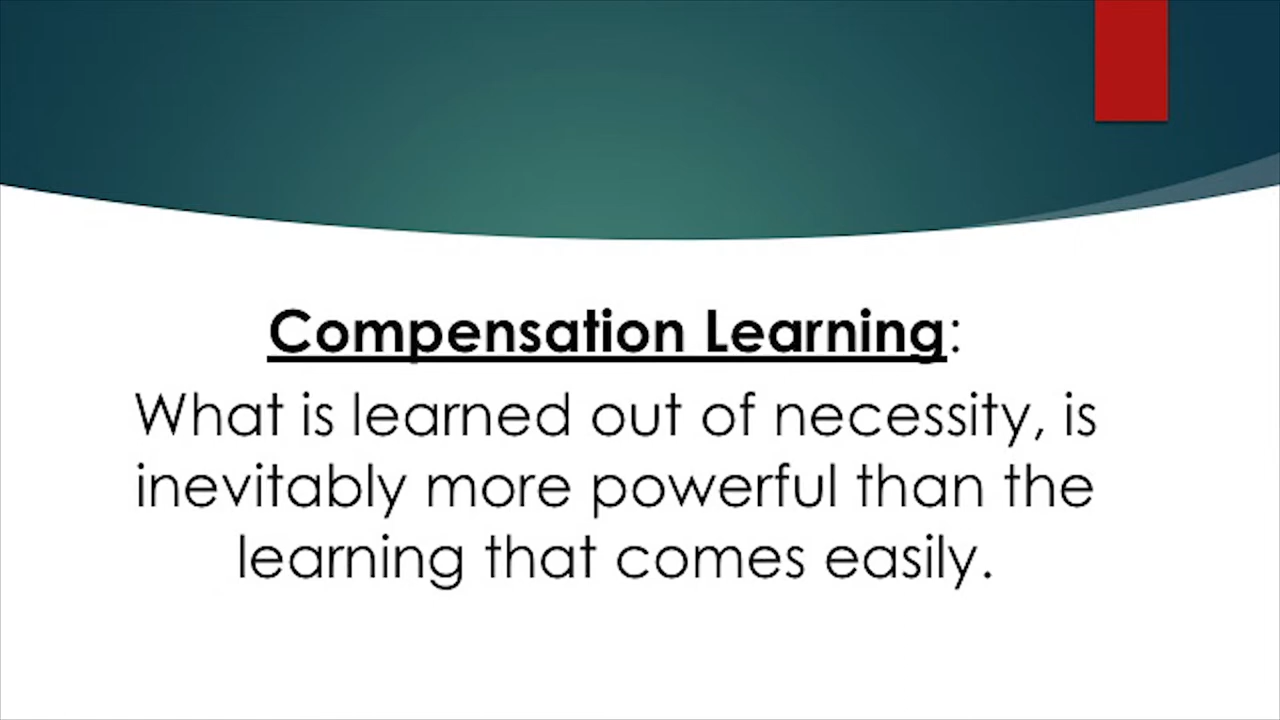 Compensation Learning:
What is learned out of necessity, is
inevitably more powerful than the
learning that comes easily.